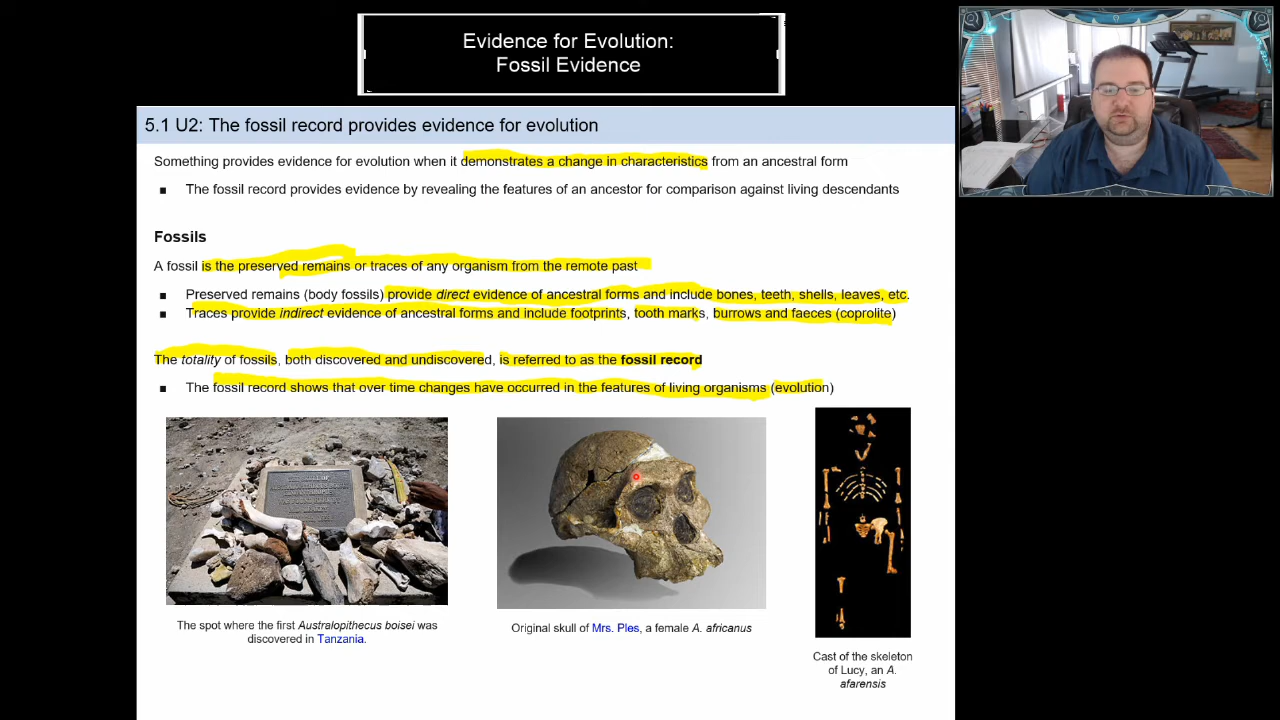 Evidence for Evolution:
Fossil Evidence
5.1 U2: The fossil record provides evidence for evolution
Something provides evidence for evolution when it demonstrates a change in characteristics from an ancestral form
■ The fossil record provides evidence by revealing the features of an ancestor for comparison against living descendants
Fossils
A fossil is the preserved remains or traces of any organism from the remote past
■ Preserved remains (body fossils) provide direct evidence of ancestral forms and include bones, teeth, shells, leaves, etc.
■ Traces provide indirect evidence of ancestral forms and include footprints, tooth marks, burrows and faeces (coprolite)
The totality of fossils, both discovered and undiscovered, is referred to as the fossil record
■ The fossil record shows that over time changes have occurred in the features of living organisms (evolution)
The spot where the first Australopithecus boisei was
discovered in Tanzania.
Original skull of Mrs. Ples, a female A. africanus
Cast of the skeleton
of Lucy, an A.
afarensis